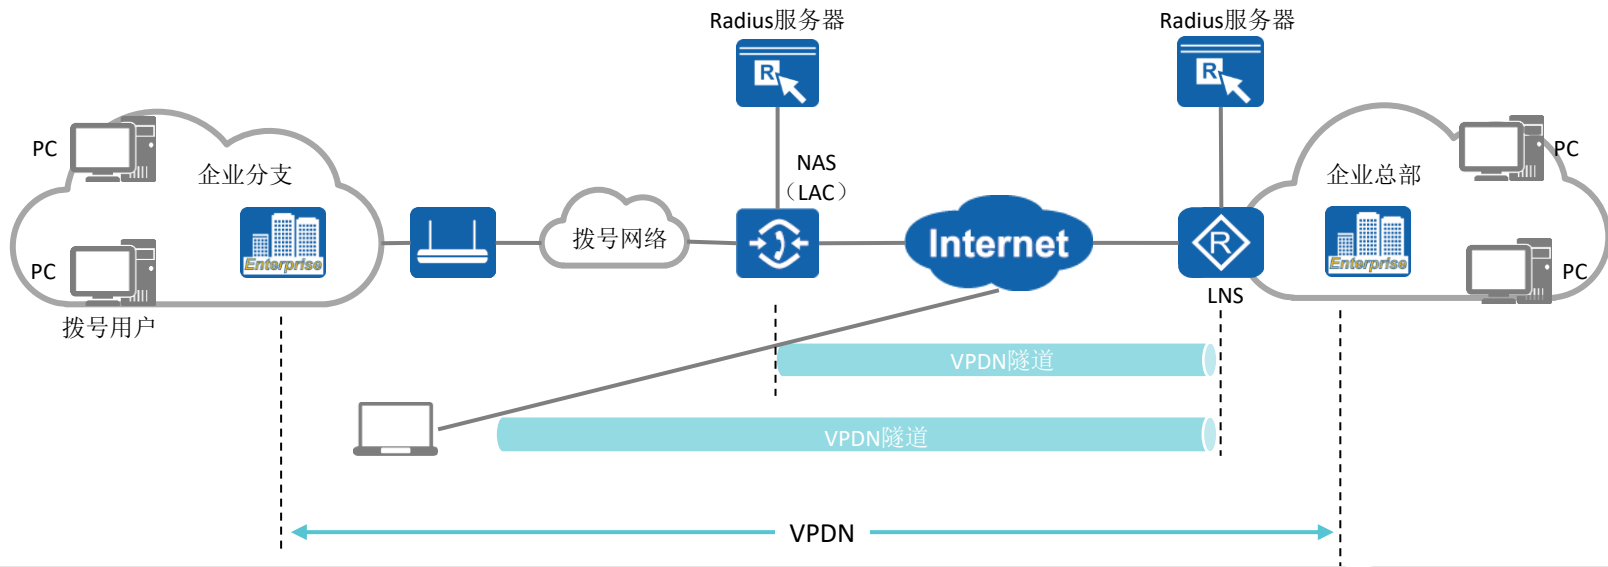 Radius服务器
Radius服务器
R
R
PC
企业分支
NAS
（LAC）
企业总部
PC
Enterprise
拨号网络
Internet
R
Enterprise
PC
PC
拨号用户
LNS
VPDN隧道
VPDN隧道
VPDN